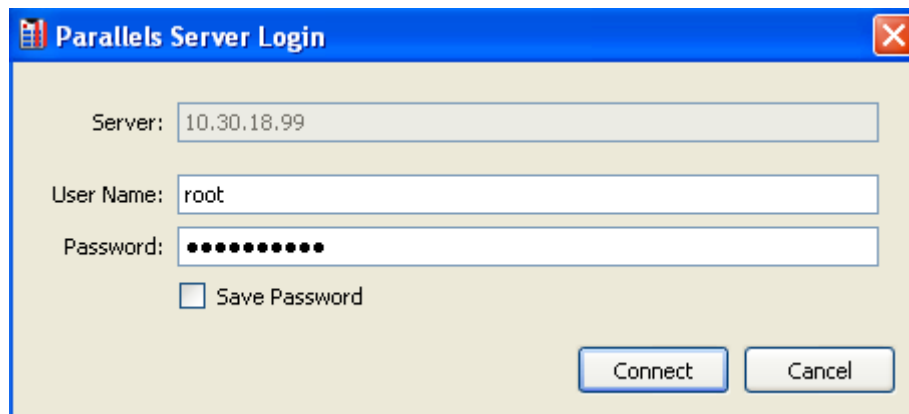 Parallels Server Login
Server: 10.30.18.99
User Name: root
Password: ●●●●●●●●●●
Save Password
Connect Cancel